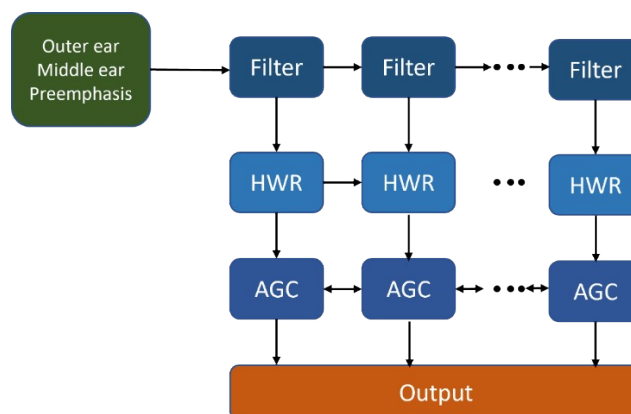 Outer ear
Middle ear
Preemphasis
Filter
Filter
Filter
HWR
HWR
HWR
AGC
AGC
AGC
Output